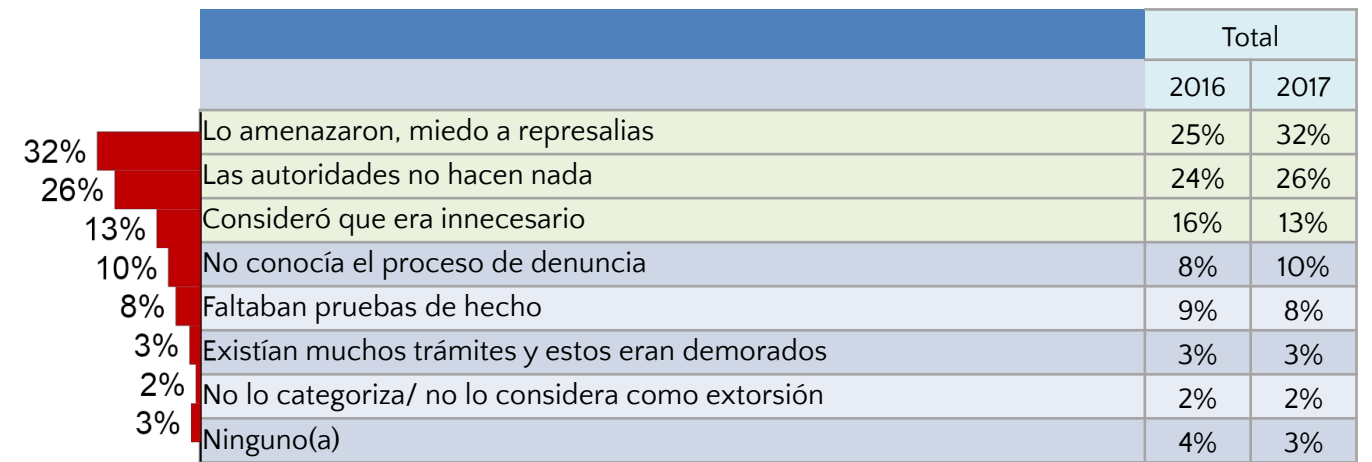 Total
2016 2017
32% Lo amenazaron, miedo a represalias 25% 32%
26% Las autoridades no hacen nada 24% 26%
13% Consideró que era innecesario 16% 13%
10% No conocía el proceso de denuncia 8% 10%
8% Faltaban pruebas de hecho 9% 8%
3% Existían muchos trámites y estos eran demorados 3% 3%
2% No lo categoriza/ no lo considera como extorsión 2% 2%
3% Ninguno(a) 4% 3%